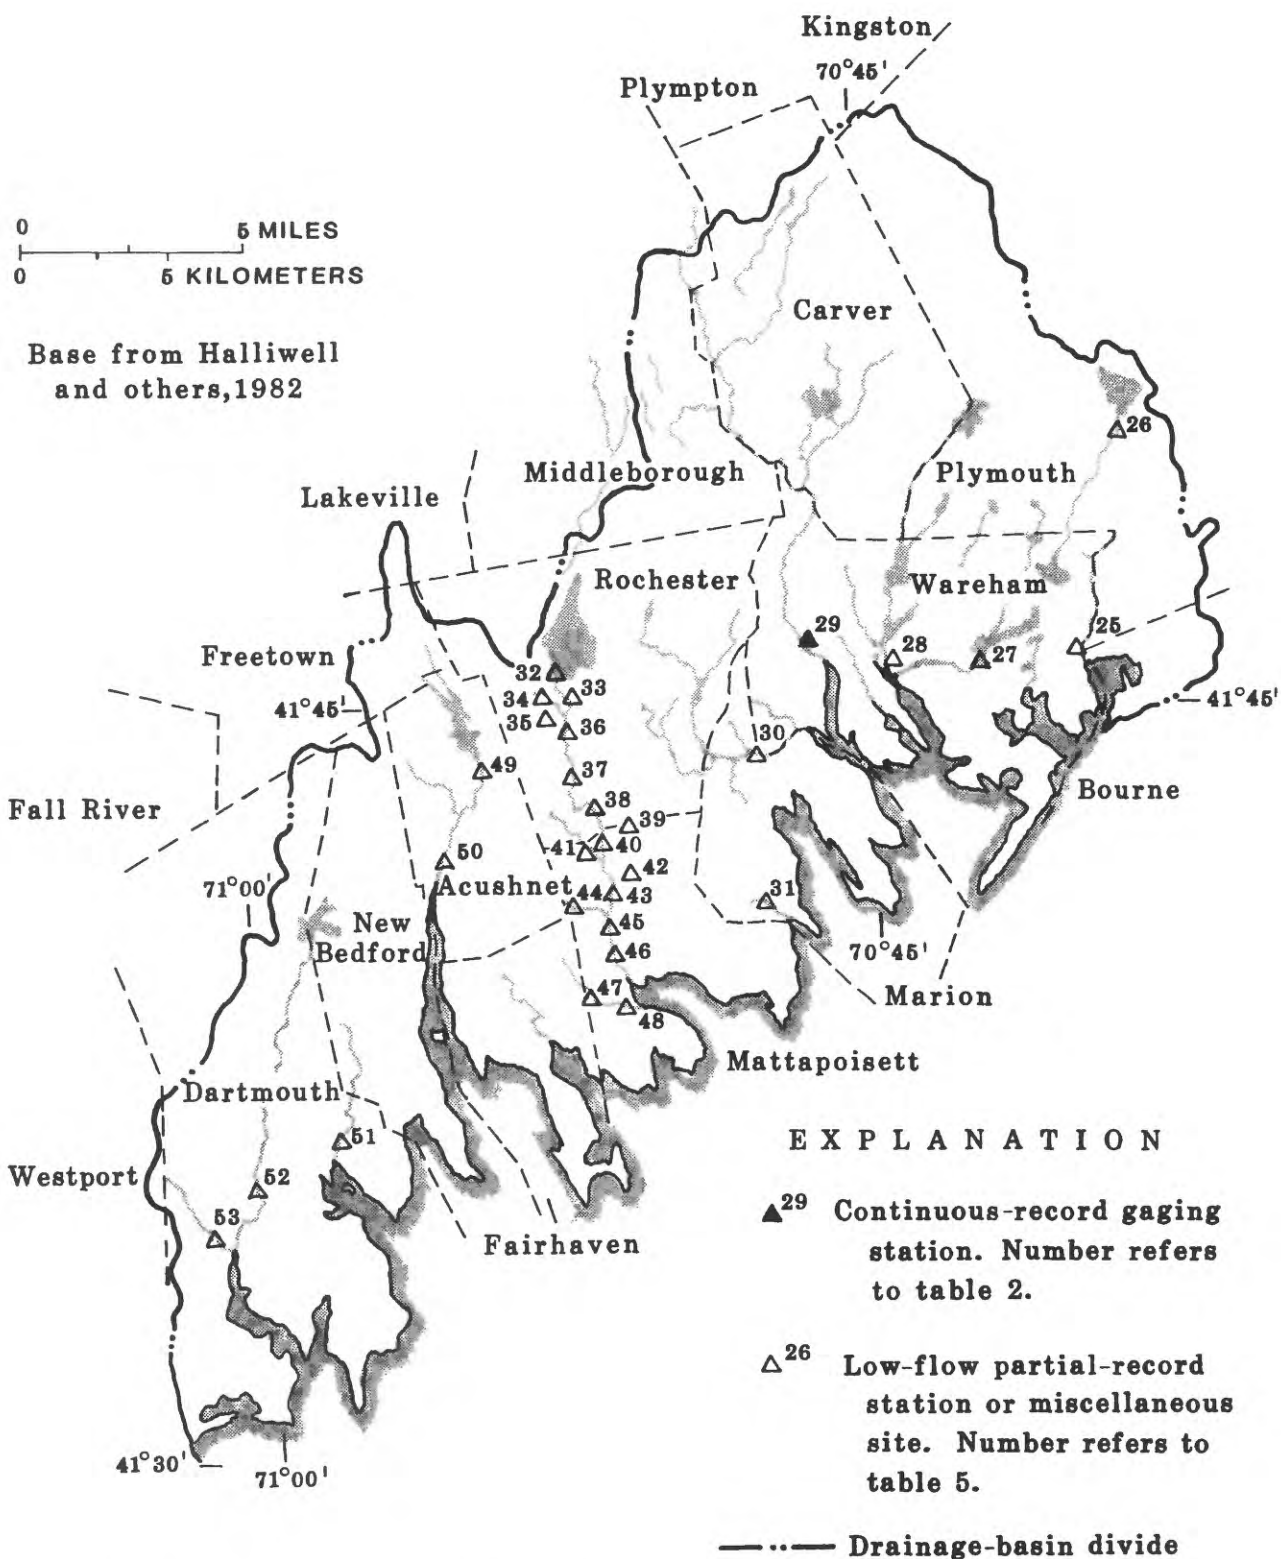 Kingston
70°45'
Plympton
0 5 MILES
0 5 KILOMETERS
Base from Halliwell
and others,1982
Carver
26
Middleborough
Plymouth
Lakeville
Rochester
Wareham
29
28
27
25
Freetown
32
34
33
41°45'
35
36
41°45'
30
49
37
Bourne
Fall River
38
39
41
40
50
42
71°00'
Acushnet
44
43
31
New
Bedford
45
70°45'
46
47
48
Marion
Mattapoisett
Dartmouth
51
EXPLANATION
Westport
52
53
29 Continuous-record gaging
station. Number refers
to table 2.
Fairhaven
26 Low-flow partial-record
station or miscellaneous
site. Number refers to
table 5.
41°30'
71°00'
Drainage-basin divide